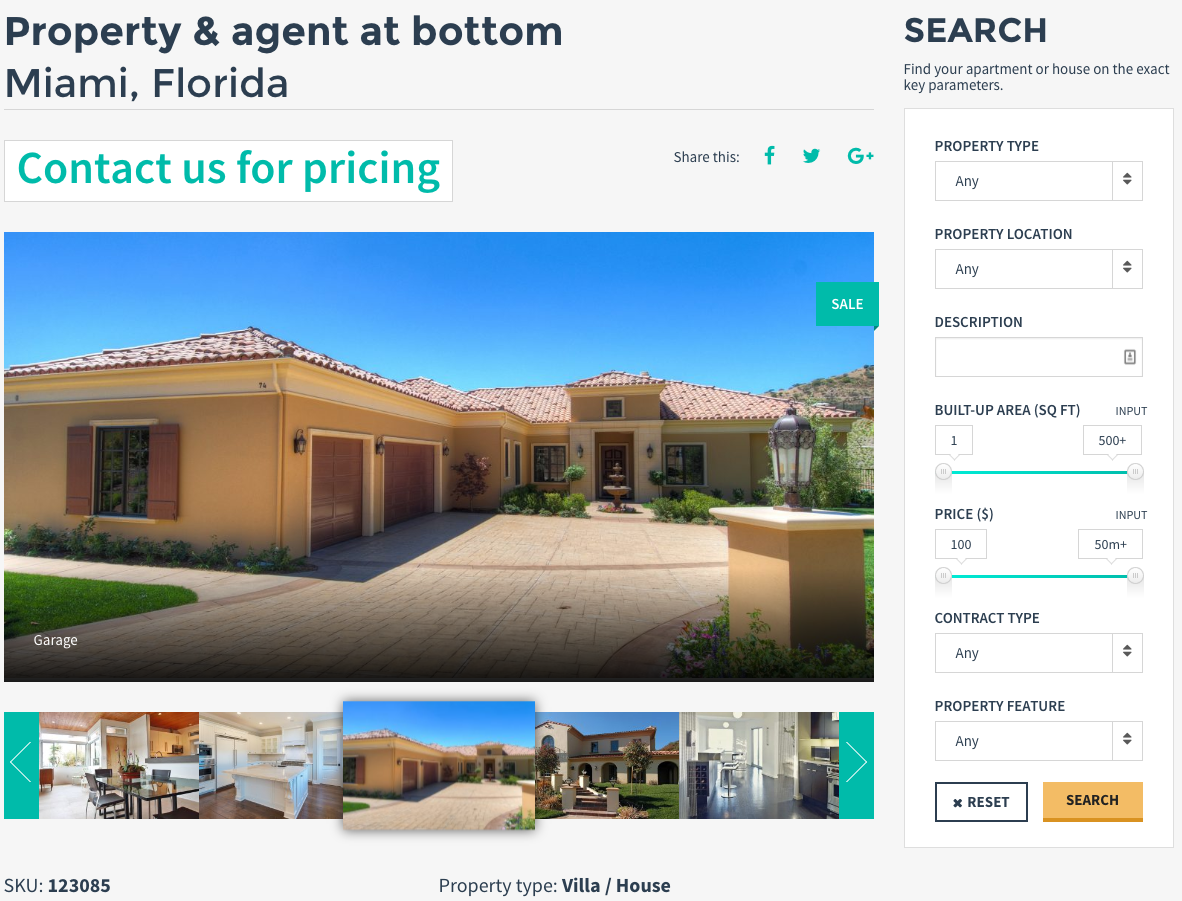 Property & agent at bottom
Miami, Florida
Contact us for pricing
Share this:
SALE
74
Garage
SKU: 123085
Property type: Villa / House
SEARCH
Find your apartment or house on the exact
key parameters.
PROPERTY TYPE
Any
PROPERTY LOCATION
Any
DESCRIPTION
BUILT-UP AREA (SQ FT) INPUT
1 500+
PRICE ($) INPUT
100 50m+
CONTRACT TYPE
Any
PROPERTY FEATURE
Any
✖ RESET SEARCH